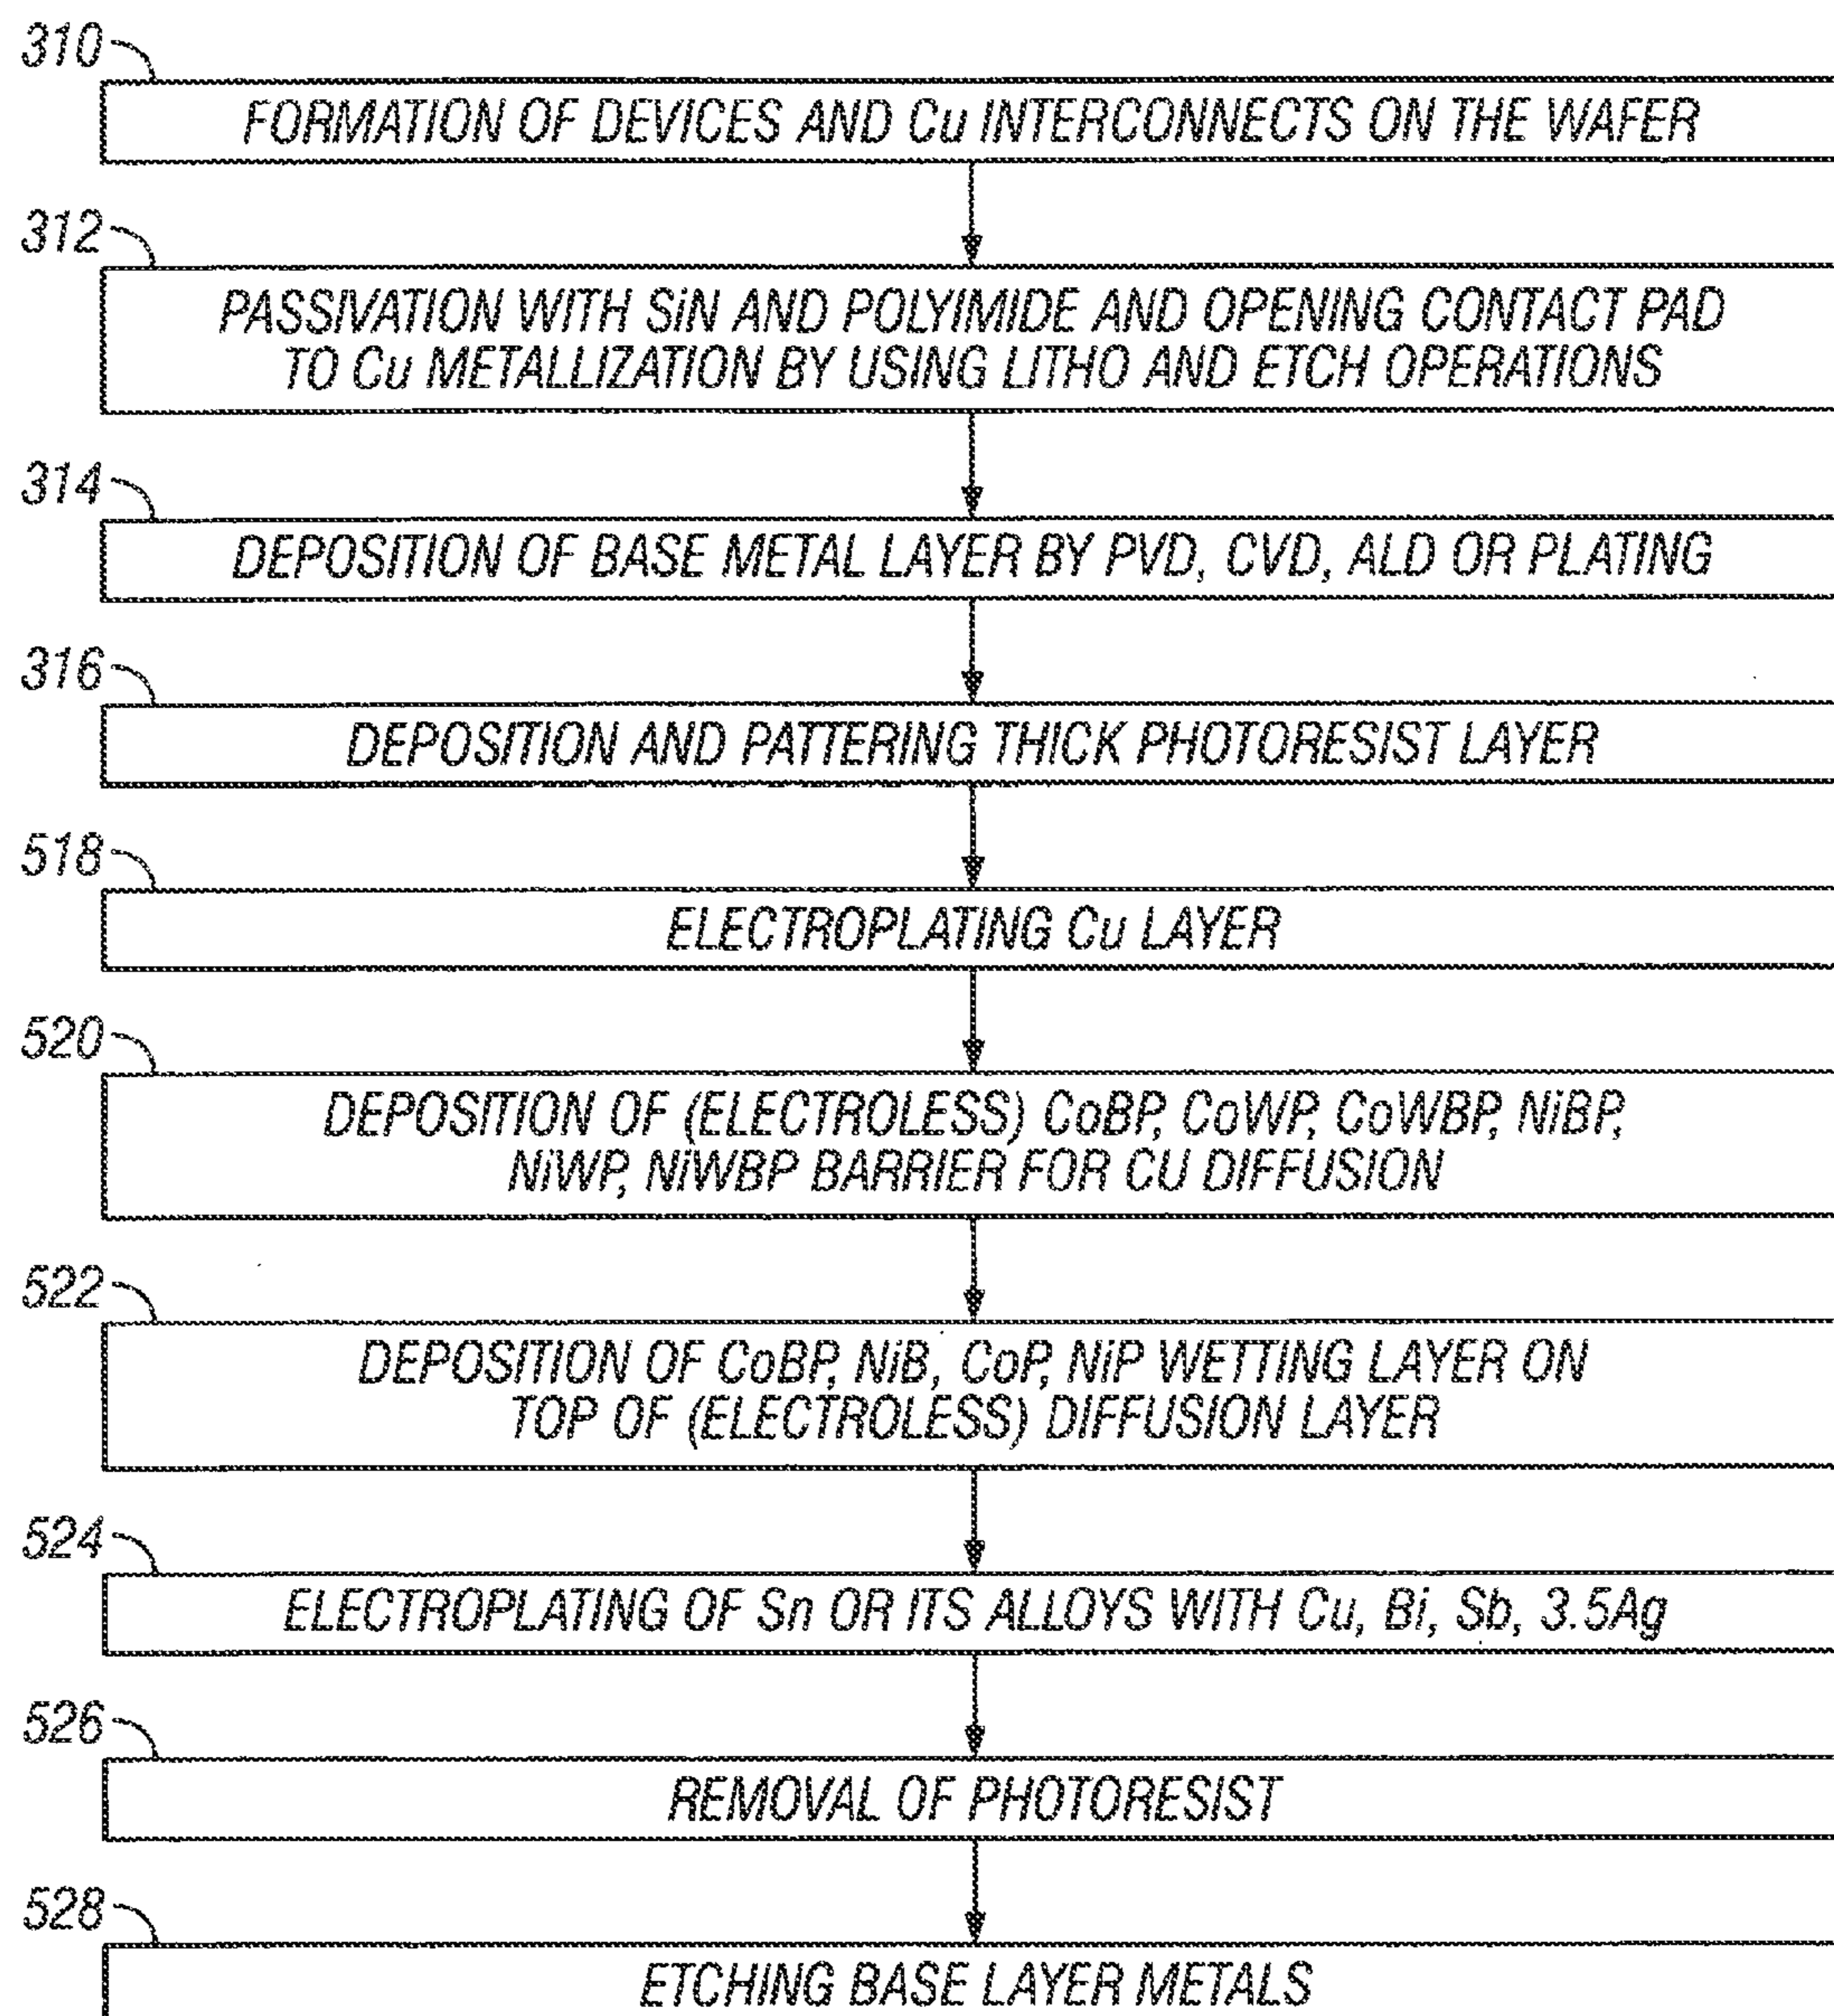 310
FORMATION OF DEVICES AND Cu INTERCONNECTS ON THE WAFER
312
PASSIVATION WITH SiN AND POLYIMIDE AND OPENING CONTACT PAD
TO Cu METALLIZATION BY USING LITHO AND ETCH OPERATIONS
314
DEPOSITION OF BASE METAL LAYER BY PVD, CVD, ALD OR PLATING
316
DEPOSITION AND PATTERING THICK PHOTORESIST LAYER
518
ELECTROPLATING Cu LAYER
520
DEPOSITION OF (ELECTROLESS) CoBP, CoWP, CoWBP, NiBP,
NiWP, NiWBP BARRIER FOR CU DIFFUSION
522
DEPOSITION OF CoBP, NiB, CoP, NiP WETTING LAYER ON
TOP OF (ELECTROLESS) DIFFUSION LAYER
524
ELECTROPLATING OF Sn OR ITS ALLOYS WITH Cu, Bi, Sb, 3.5Ag
526
REMOVAL OF PHOTORESIST
528
ETCHING BASE LAYER METALS